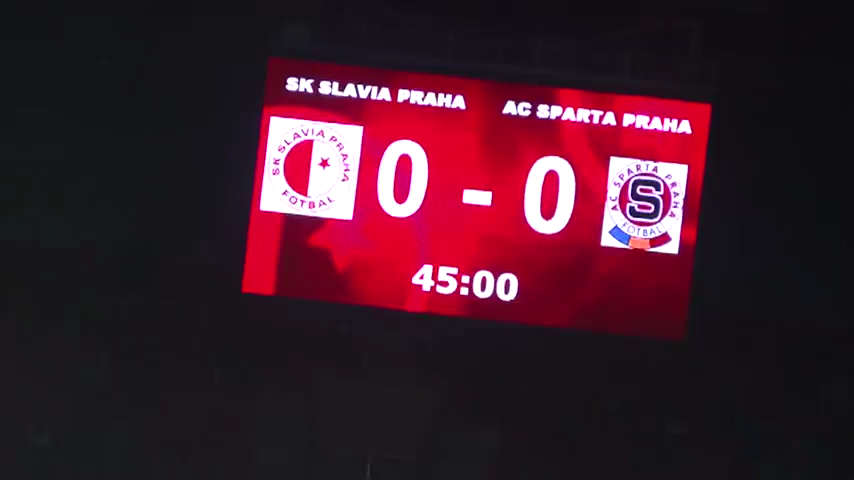 SK SLAVIA PRAHA
AC SPARTA PRAHA
SK SLAVIA PRAHA
FOTBAL
0 - 0
AC SPARTA PRAHA
S
FOTBAL
45:00